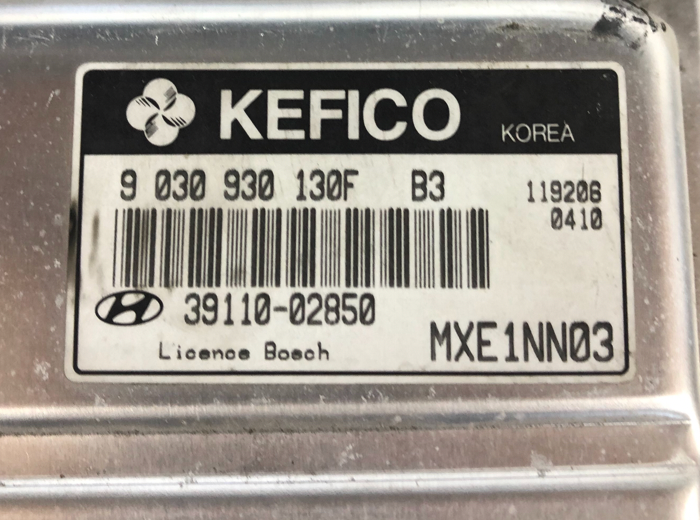 KEFICO KOREA
9 030 930 130F B3 119206
0410
39110-02850
Licence Bosch MXE1NN03